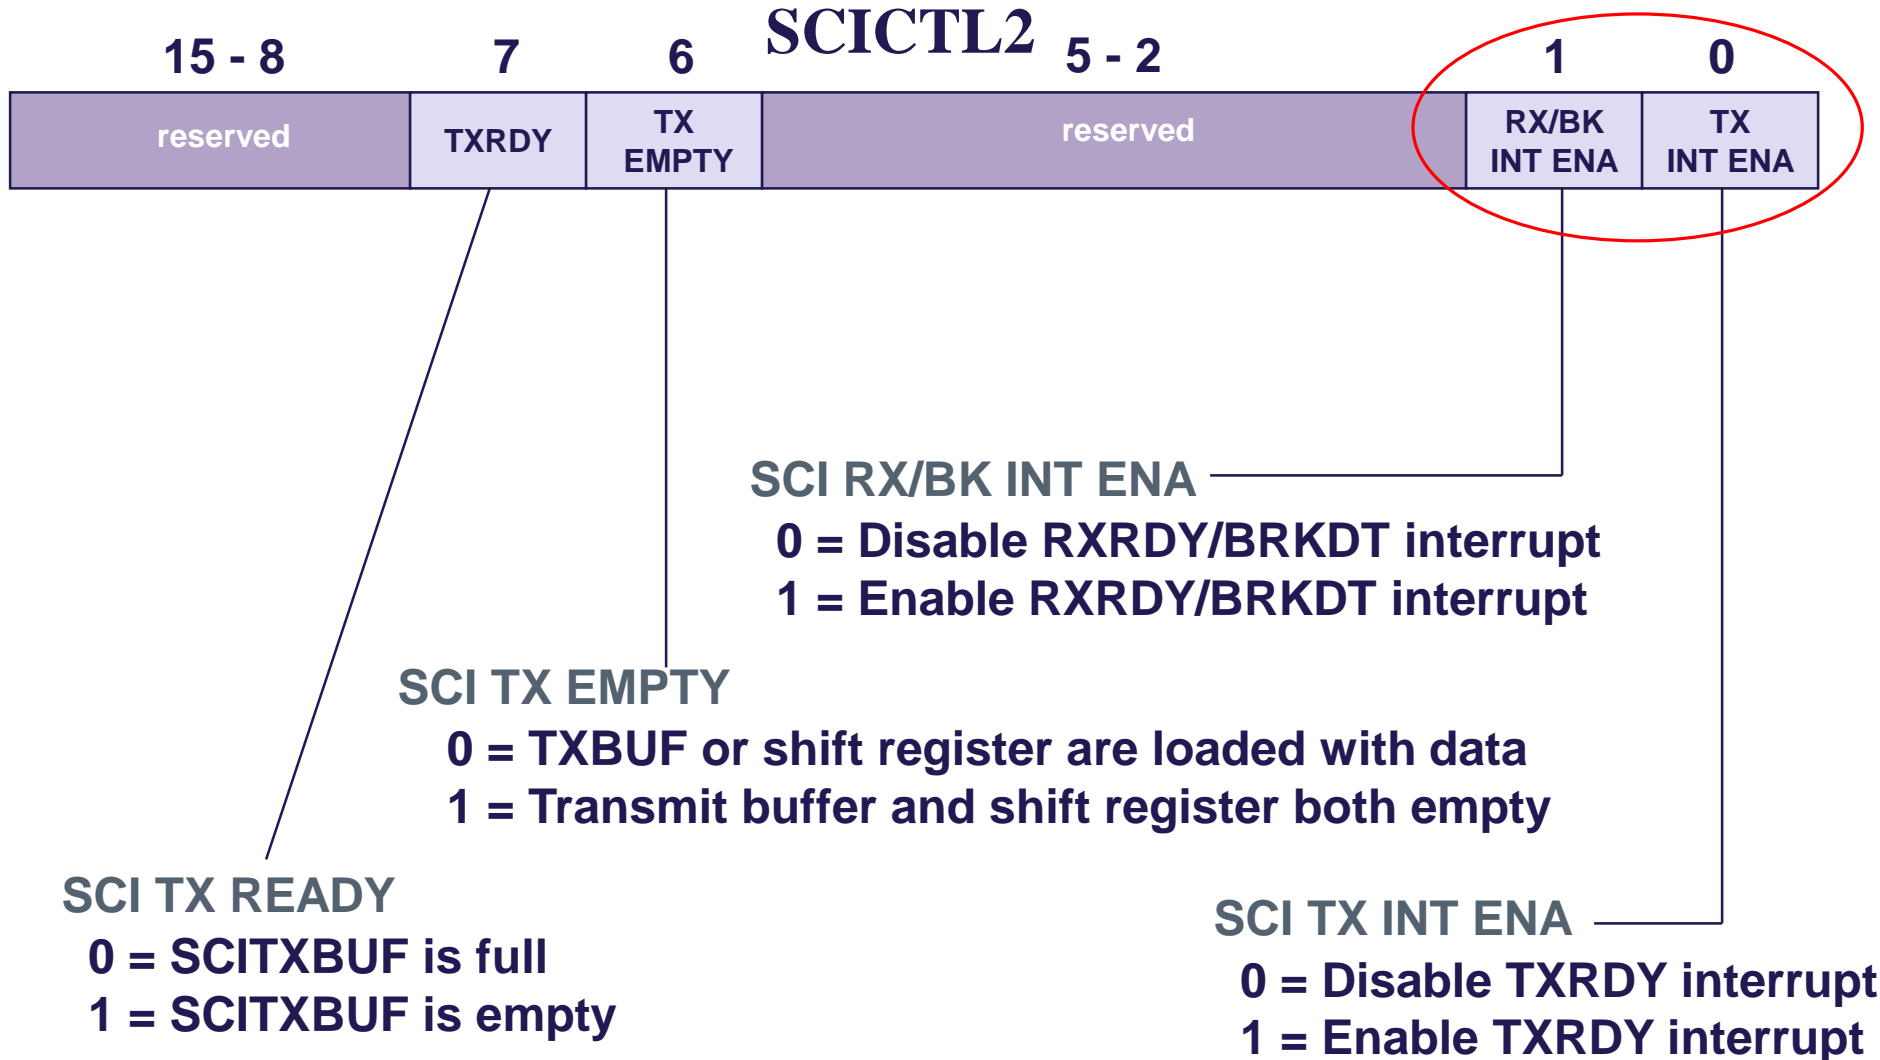 SCICTL2
15 - 8 7 6 5 - 2 1 0
reserved TXRDY TX EMPTY reserved RX/BK INT ENA TX INT ENA
SCI RX/BK INT ENA
0 = Disable RXRDY/BRKDT interrupt
1 = Enable RXRDY/BRKDT interrupt
SCI TX EMPTY
0 = TXBUF or shift register are loaded with data
1 = Transmit buffer and shift register both empty
SCI TX READY
0 = SCITXBUF is full
1 = SCITXBUF is empty
SCI TX INT ENA
0 = Disable TXRDY interrupt
1 = Enable TXRDY interrupt